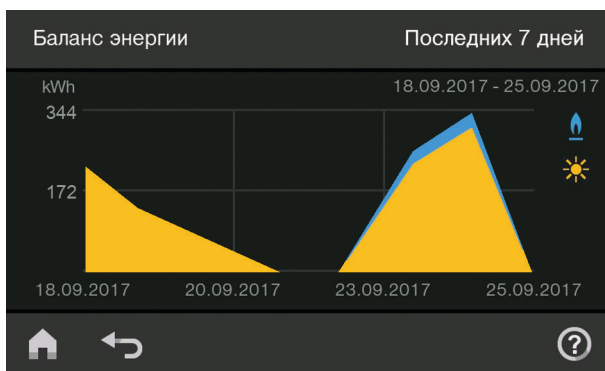 Баланс энергии Последних 7 дней
kWh 18.09.2017 - 25.09.2017
344
172
18.09.2017 20.09.2017 23.09.2017 25.09.2017
?